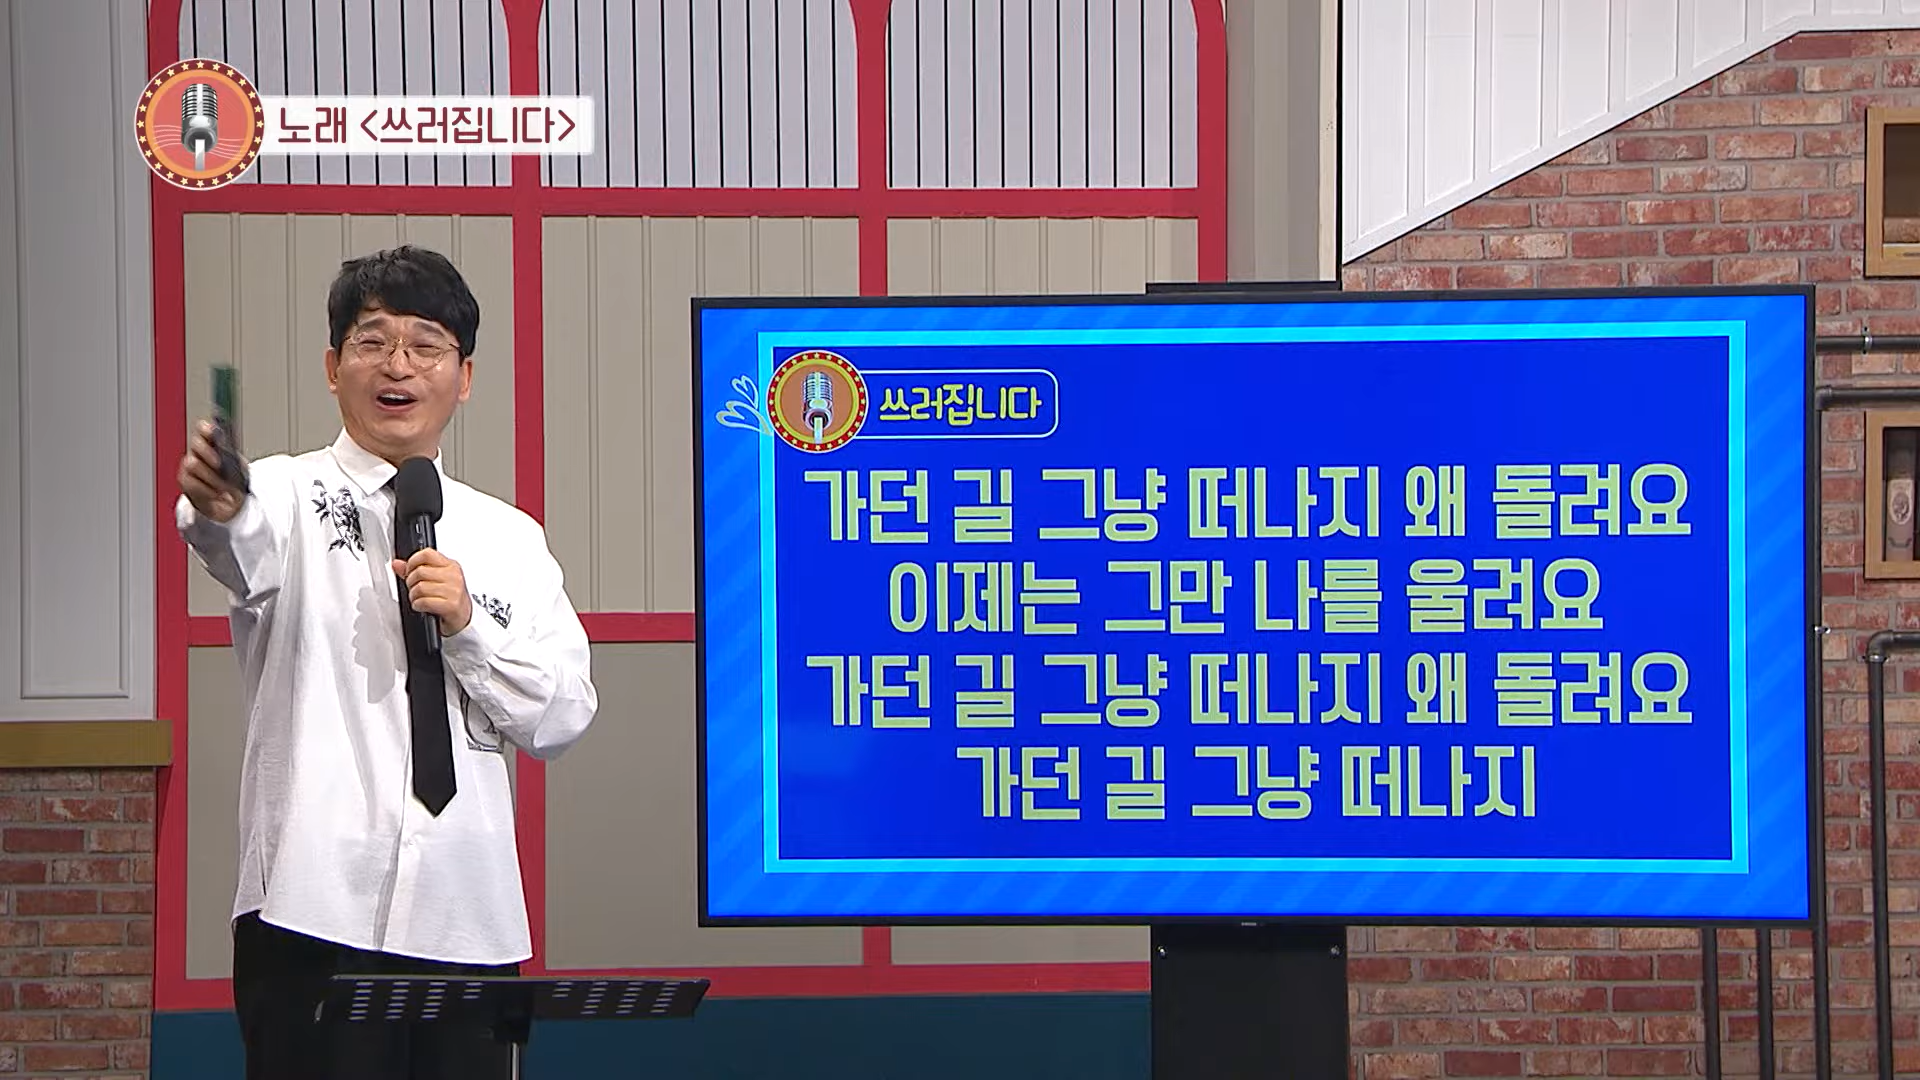 노래 <쓰러집니다>
쓰러집니다
가던 길 그냥 떠나지 왜 돌려요
이제는 그만 나를 울려요
가던 길 그냥 떠나지 왜 돌려요
가던 길 그냥 떠나지